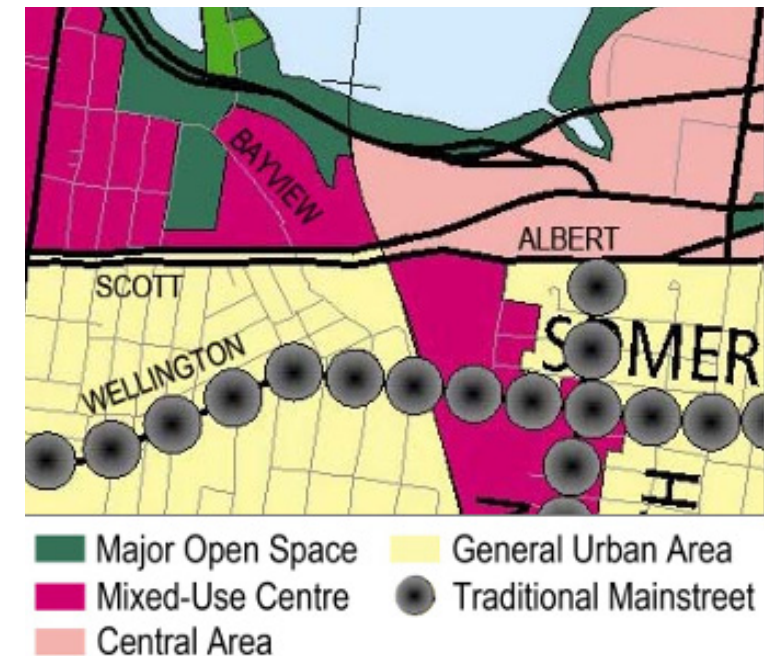 BAYVIEW
ALBERT
SCOTT
SOMER
WELLINGTON
H
Major Open Space
General Urban Area
Mixed-Use Centre
Traditional Mainstreet
Central Area